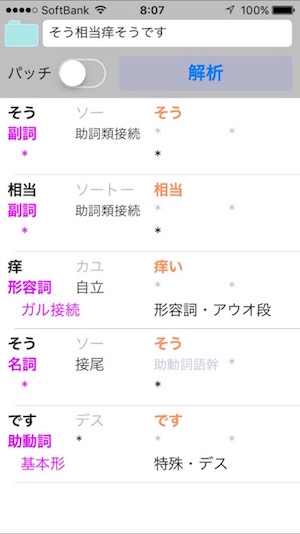 SoftBank 8:07 100%
そう相当痒そうです
パッチ 解析
そう ソー そう
副詞 助詞類接続 * *
* *
相当 ソートー 相当
副詞 助詞類接続 * *
* *
痒 カユ 痒い
形容詞 自立 * *
ガル接続 形容詞・アウオ段
そう ソー そう
名詞 接尾 助動詞語幹 *
* *
です デス です
助動詞 * * *
基本形 特殊・デス